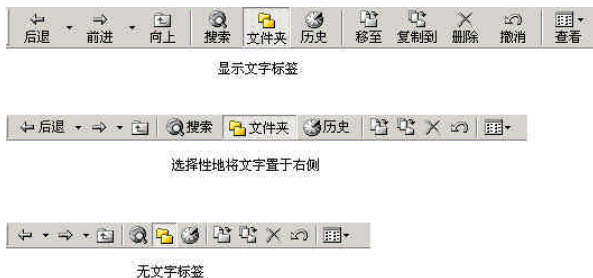 后退 前进 向上 搜索 文件夹 历史 移至 复制到 删除 撤消 查看
显示文字标签
后退 搜索 文件夹 历史
选择性地将文字置于右侧
无文字标签